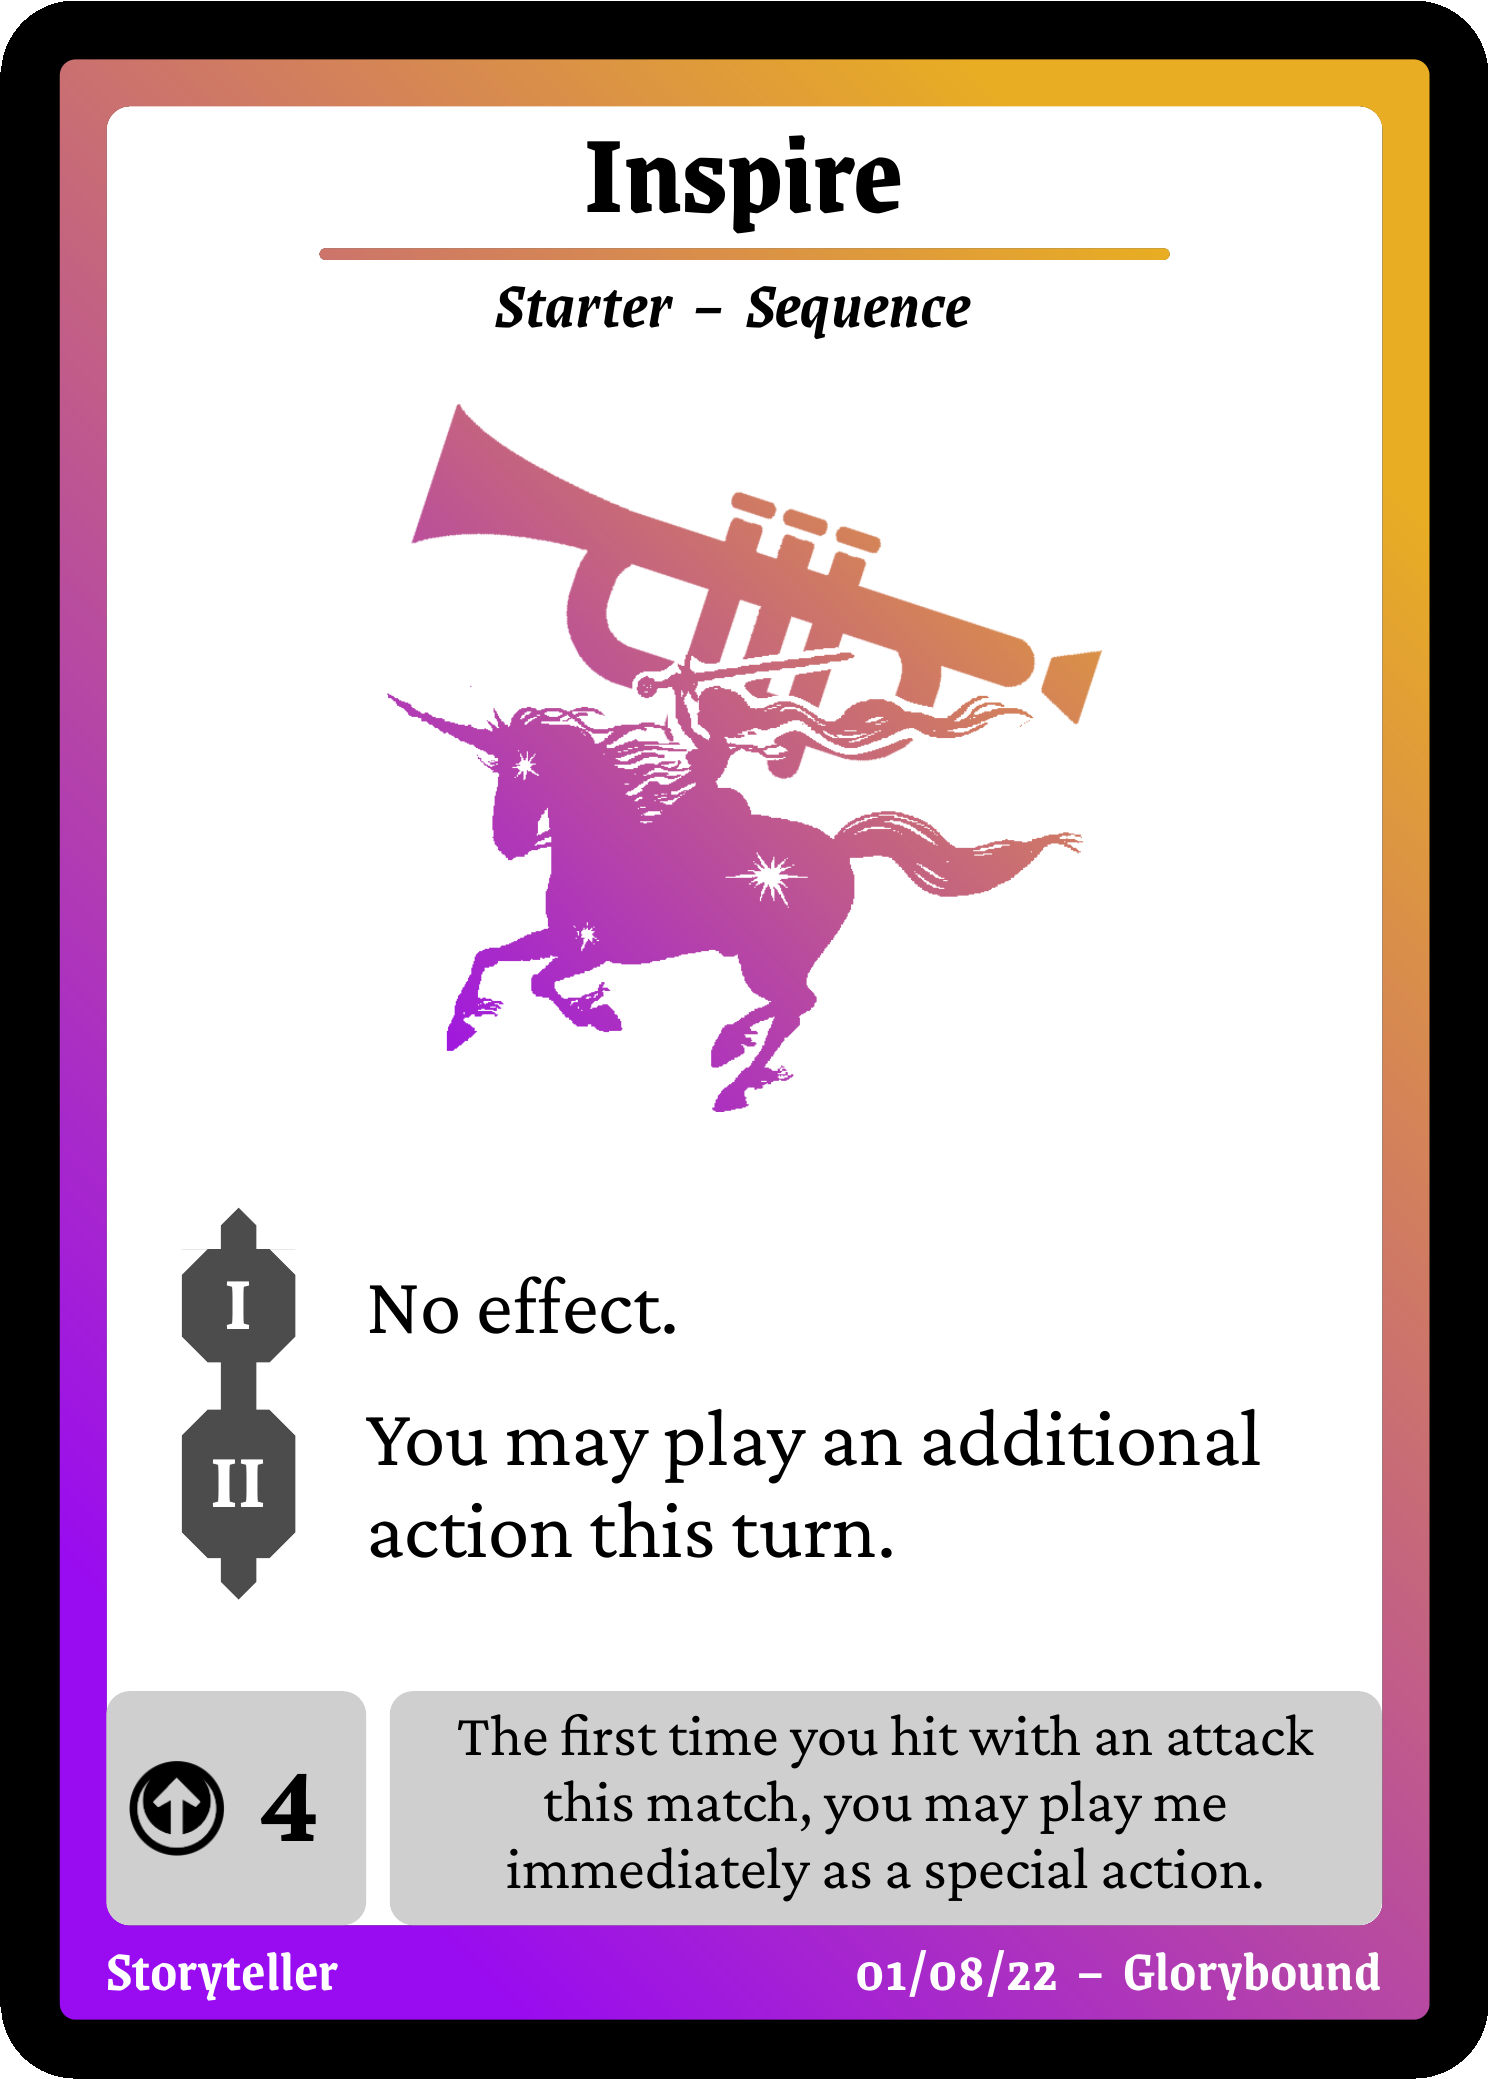 Inspire
Starter – Sequence
I
No effect.
II
You may play an additional
action this turn.
4
The first time you hit with an attack
this match, you may play me
immediately as a special action.
Storyteller
01/08/22 – Glorybound